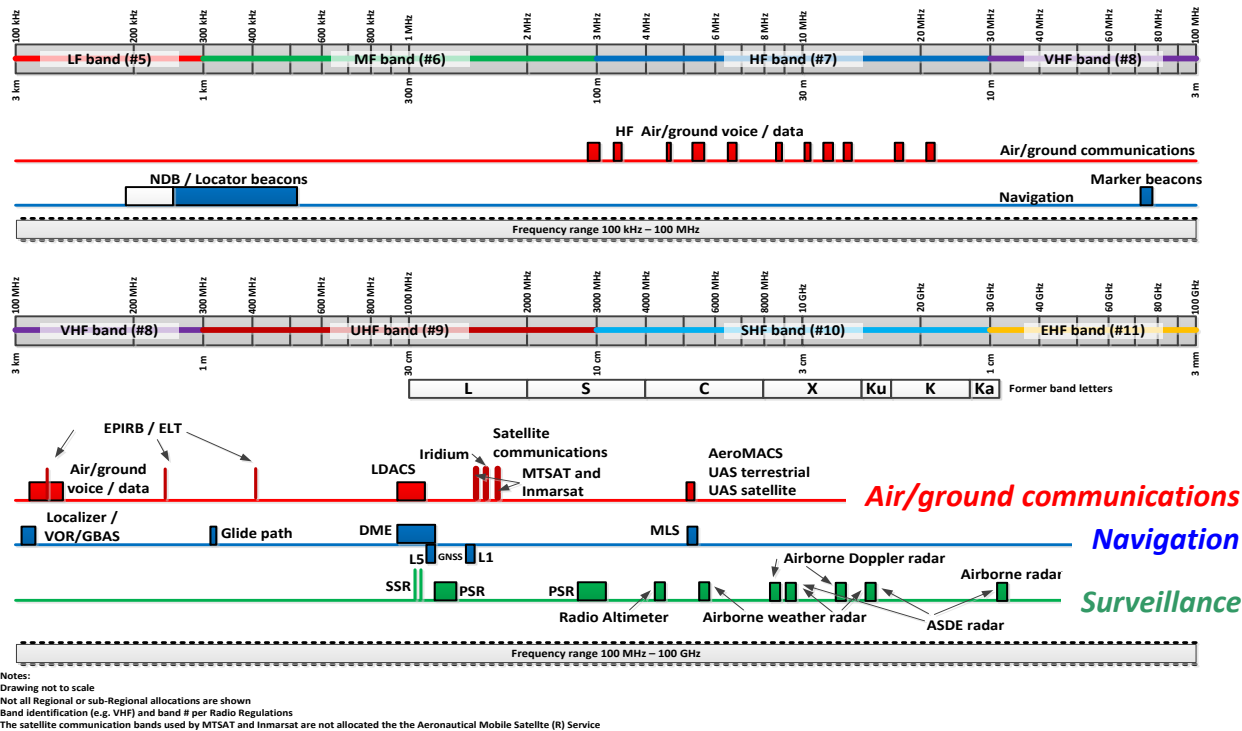 100 kHz
200 kHz
300 kHz
400 kHz
600 kHz
800 kHz
1 MHz
2 MHz
3 MHz
4 MHz
6 MHz
8 MHz
10 MHz
20 MHz
30 MHz
40 MHz
60 MHz
80 MHz
100 MHz
LF band (#5)
MF band (#6)
HF band (#7)
VHF band (#8)
3 km
1 km
300 m
100 m
30 m
10 m
3 m
HF Air/ground voice / data
Air/ground communications
NDB / Locator beacons
Marker beacons
Navigation
Frequency range 100 kHz – 100 MHz
100 MHz
200 MHz
300 MHz
400 MHz
600 MHz
800 MHz
1000 MHz
2000 MHz
3000 MHz
4000 MHz
6000 MHz
8000 MHz
10 GHz
20 GHz
30 GHz
40 GHz
60 GHz
80 GHz
100 GHz
VHF band (#8)
UHF band (#9)
SHF band (#10)
EHF band (#11)
3 km
1 m
30 cm
10 cm
3 cm
1 cm
3 mm
L
S
C
X
Ku
K
Ka
Former band letters
EPIRB / ELT
Air/ground
voice / data
LDACS
Iridium
Satellite
communications
MTSAT and
Inmarsat
AeroMACS
UAS terrestrial
UAS satellite
Air/ground communications
Localizer /
VOR/GBAS
Glide path
DME
MLS
Navigation
L5
GNSS
L1
SSR
PSR
PSR
Radio Altimeter
Airborne Doppler radar
Airborne weather radar
Airborne radar
ASDE radar
Surveillance
Frequency range 100 MHz – 100 GHz
Notes:
Drawing not to scale
Not all Regional or sub-Regional allocations are shown
Band identification (e.g. VHF) and band # per Radio Regulations
The satellite communication bands used by MTSAT and Inmarsat are not allocated the the Aeronautical Mobile Satellte (R) Service